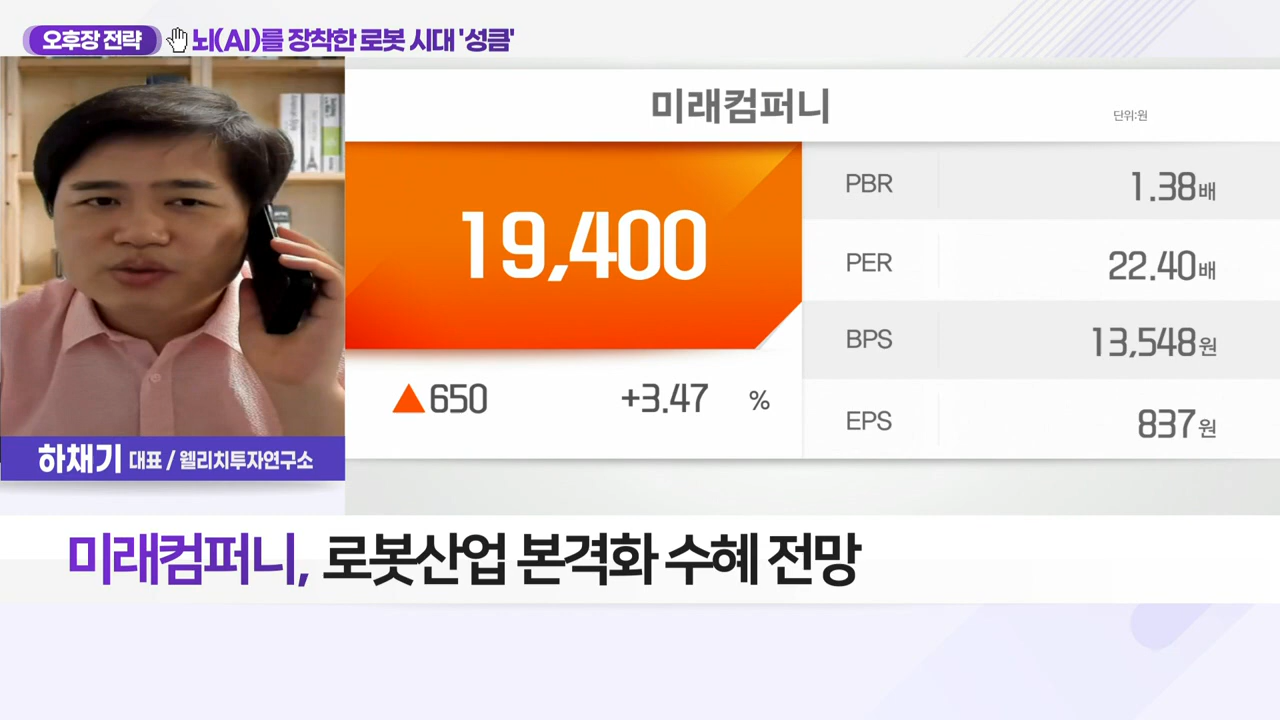 오후장 전략 뇌(AI)를 장착한 로봇 시대 '성큼'
미래컴퍼니
단위:원
19,400
▲650 +3.47 %
PBR 1.38배
PER 22.40배
BPS 13,548원
EPS 837원
하채기 대표 / 웰리치투자연구소
미래컴퍼니, 로봇산업 본격화 수혜 전망